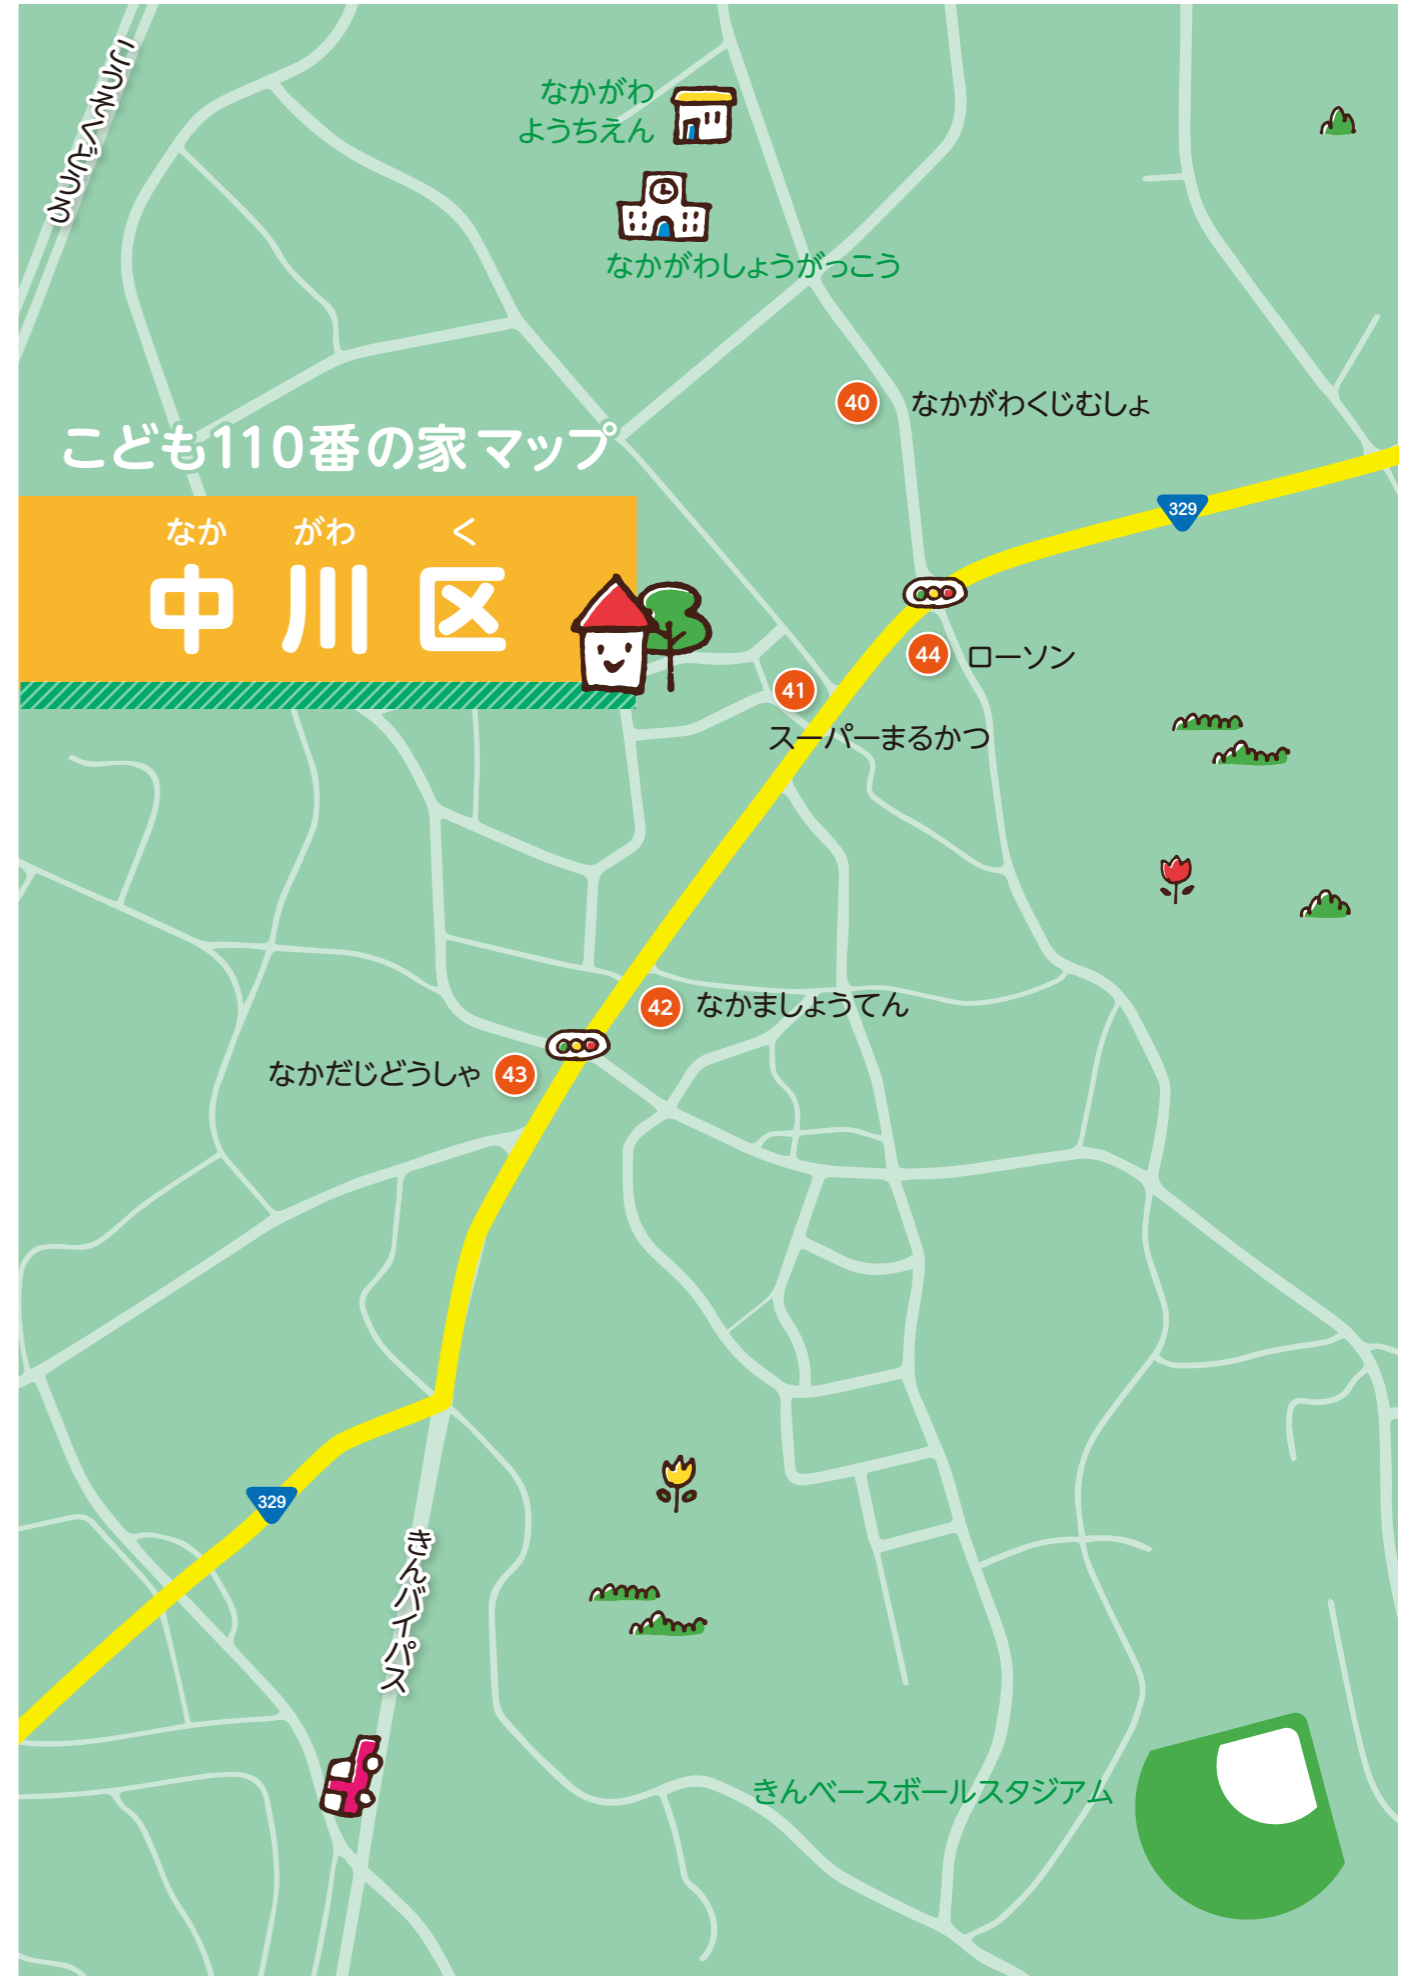 こうそくどうろ
なかがわ
ようちえん
なかがわしょうがっこう
40 なかがわくじむしょ
こども110番の家マップ
なか がわ く
中川区
329
44 ローソン
41
スーパーまるかつ
42 なかましょうてん
なかだじどうしゃ 43
329
きんバイパス
きんベースボールスタジアム